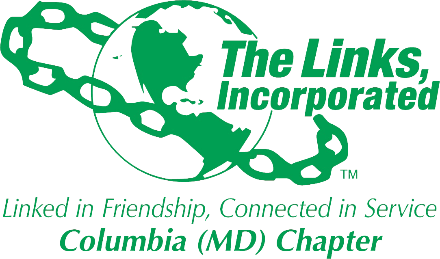 The Links,
Incorporated
TM
Linked in Friendship, Connected in Service
Columbia (MD) Chapter